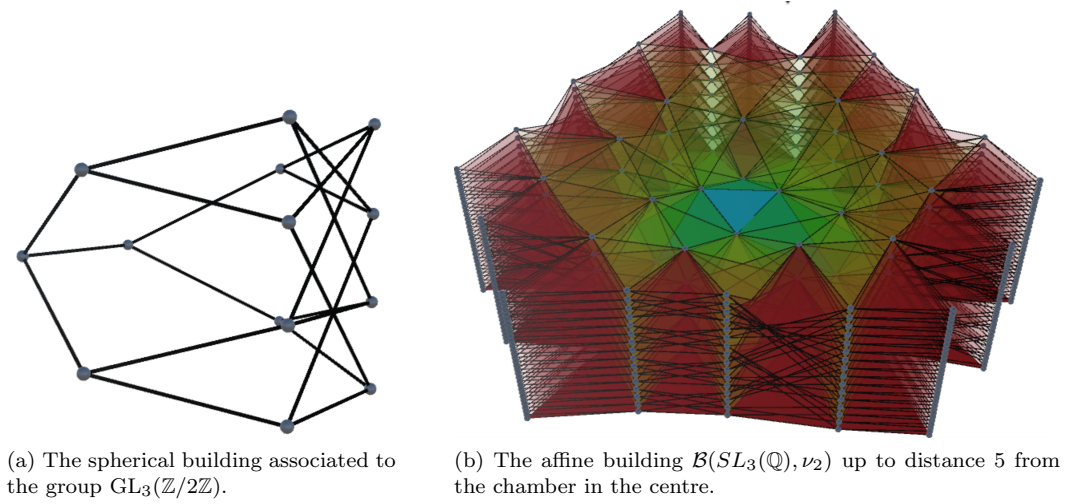 (a) The spherical building associated to
the group GL₃(ℤ/2ℤ).
(b) The affine building 𝓑(SL₃(ℚ), ν₂) up to distance 5 from
the chamber in the centre.